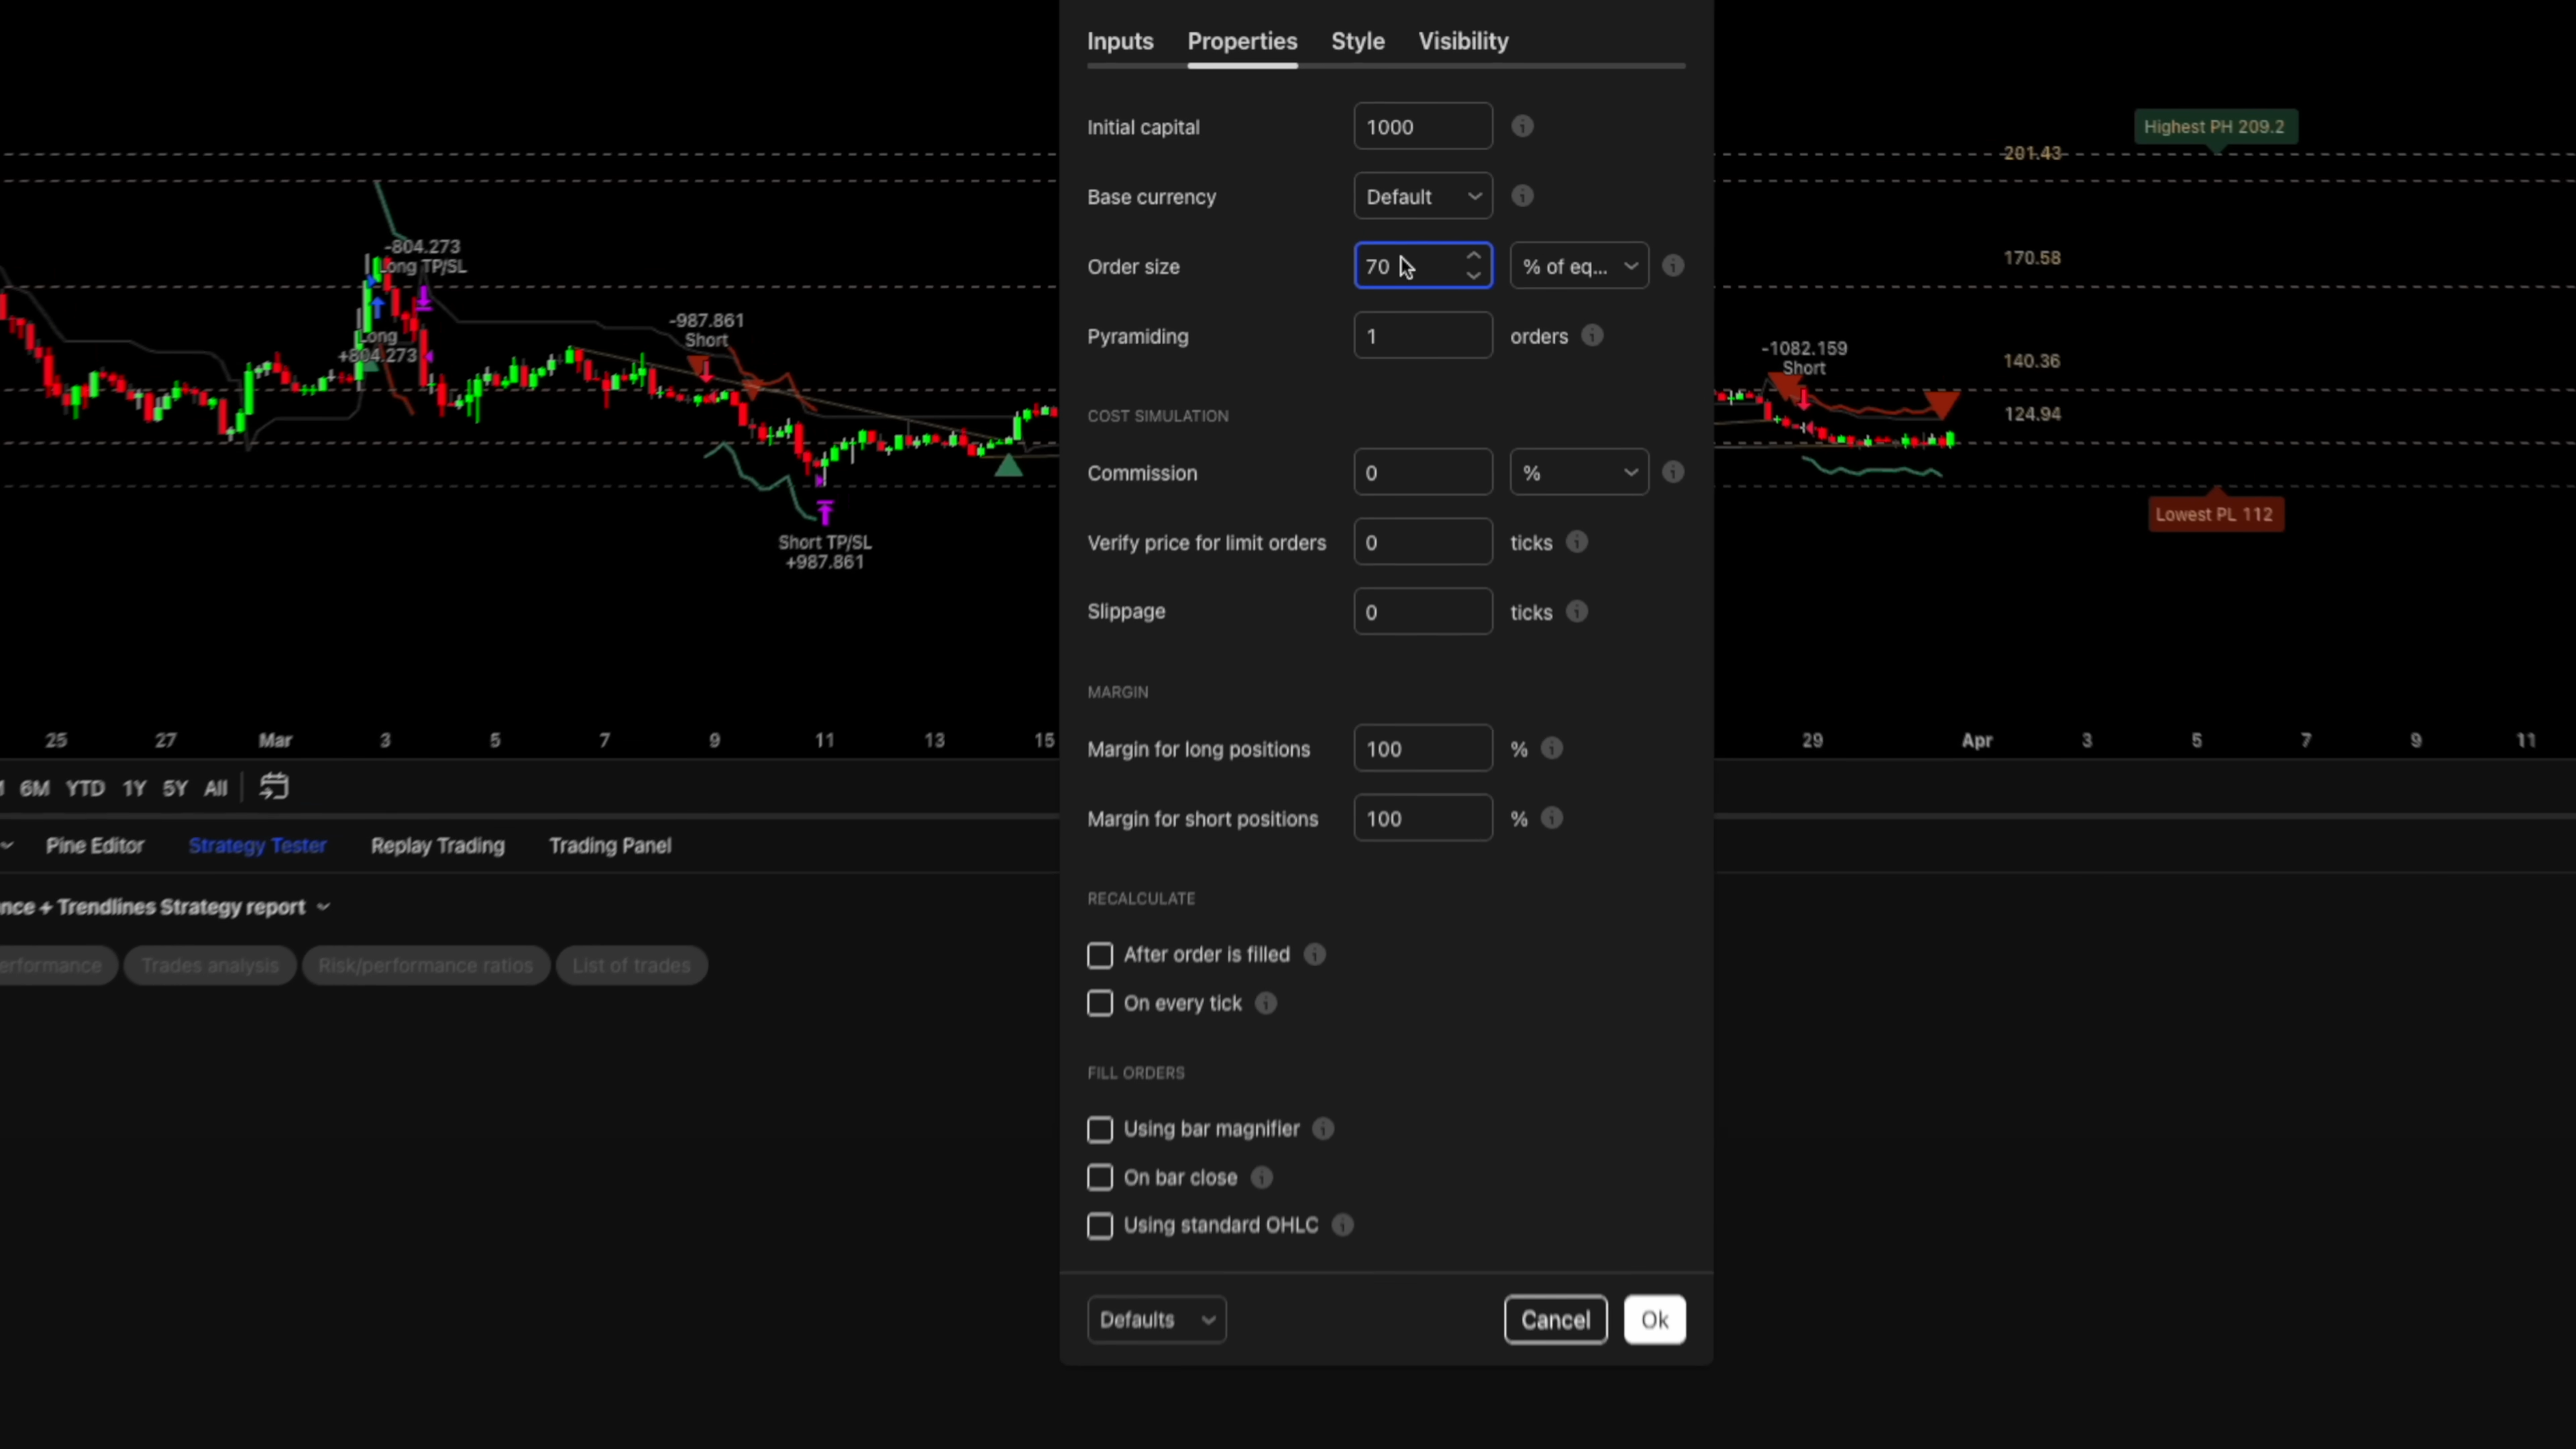 Inputs Properties Style Visibility
Initial capital 1000
Base currency Default
Order size 70 % of eq...
Pyramiding 1 orders
COST SIMULATION
Commission 0 %
Verify price for limit orders 0 ticks
Slippage 0 ticks
MARGIN
Margin for long positions 100 %
Margin for short positions 100 %
RECALCULATE
After order is filled
On every tick
FILL ORDERS
Using bar magnifier
On bar close
Using standard OHLC
Defaults Cancel Ok
-804.273
Long TP/SL
Long
+804.273
-987.861
Short
Short TP/SL
+987.861
-1082.159
Short
Highest PH 209.2
201.43
170.58
140.36
124.94
Lowest PL 112
25 27 Mar 3 5 7 9 11 13 15 29 Apr 3 5 7 9 11
6M YTD 1Y 5Y All
Pine Editor Strategy Tester Replay Trading Trading Panel
nce + Trendlines Strategy report
erformance Trades analysis Risk/performance ratios List of trades